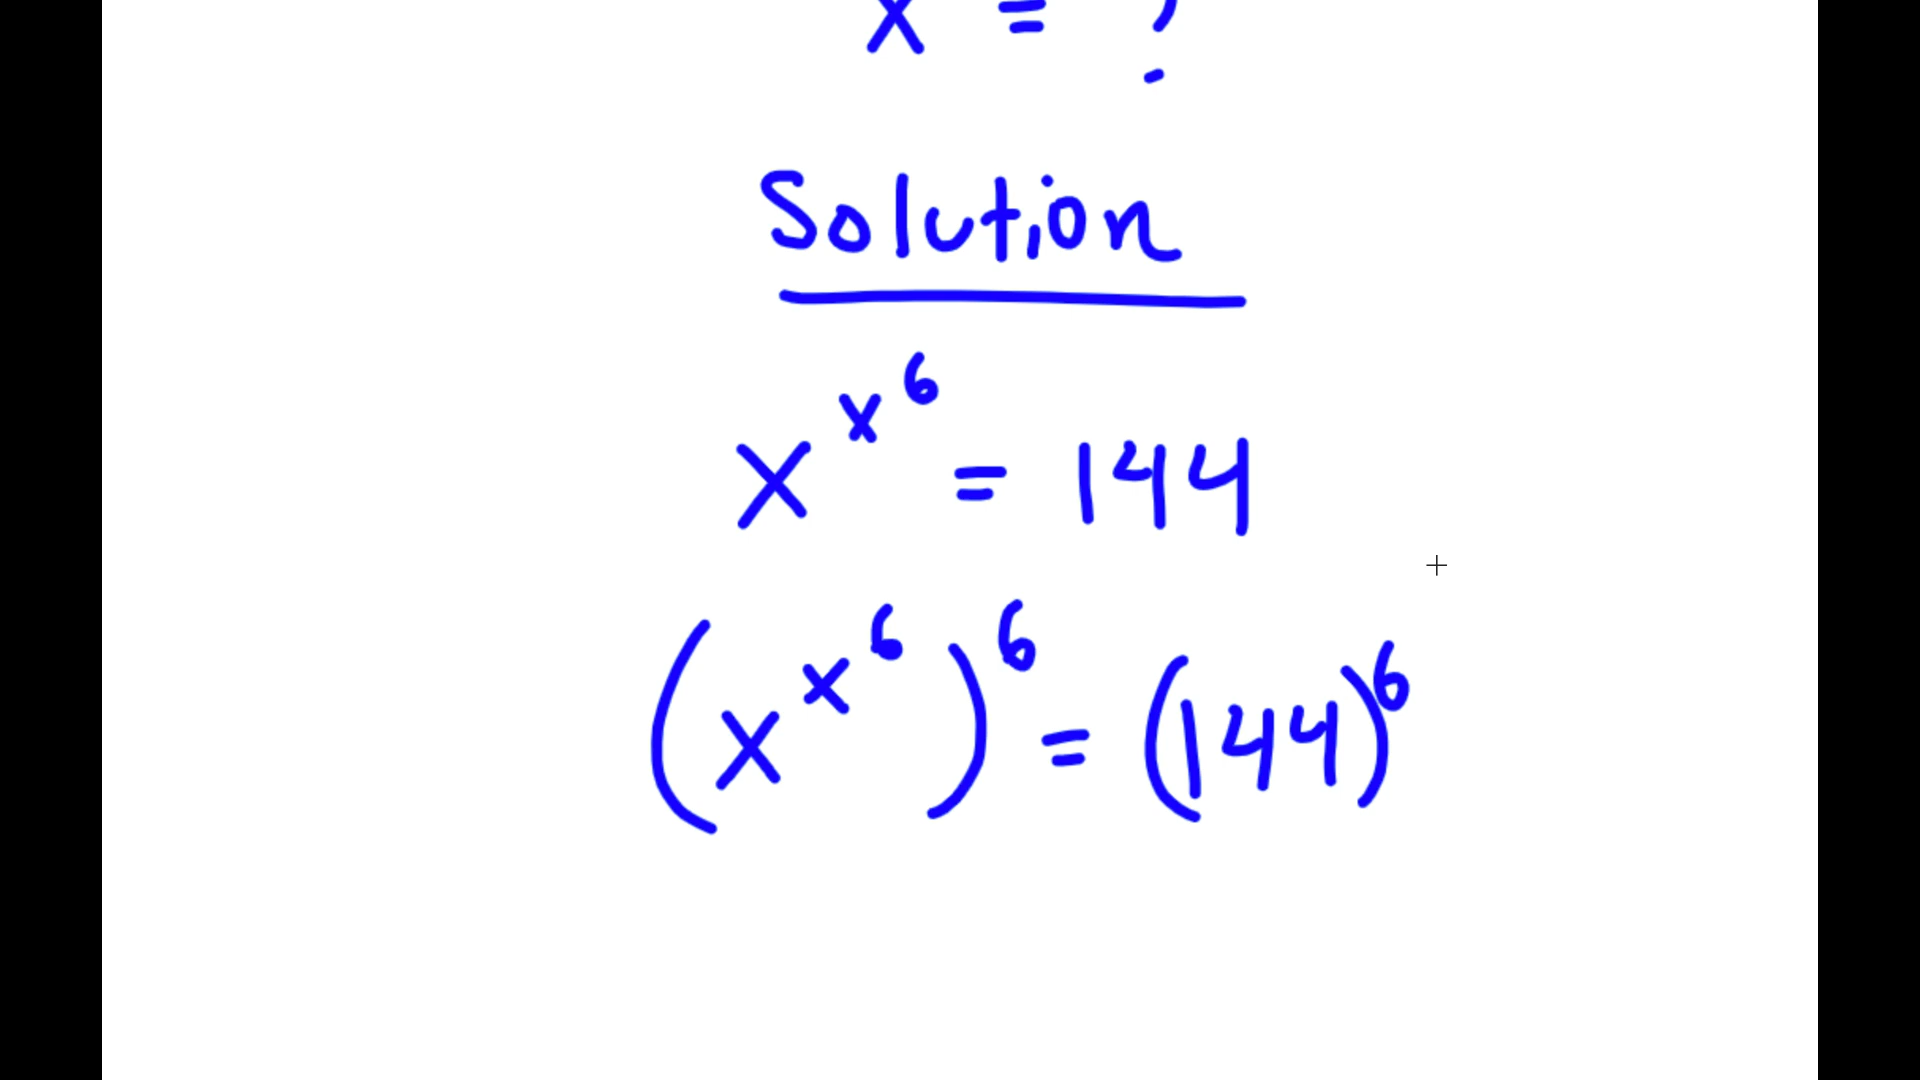 x = ?
Solution
x^x^6 = 144
(x^x^6)^6 = (144)^6